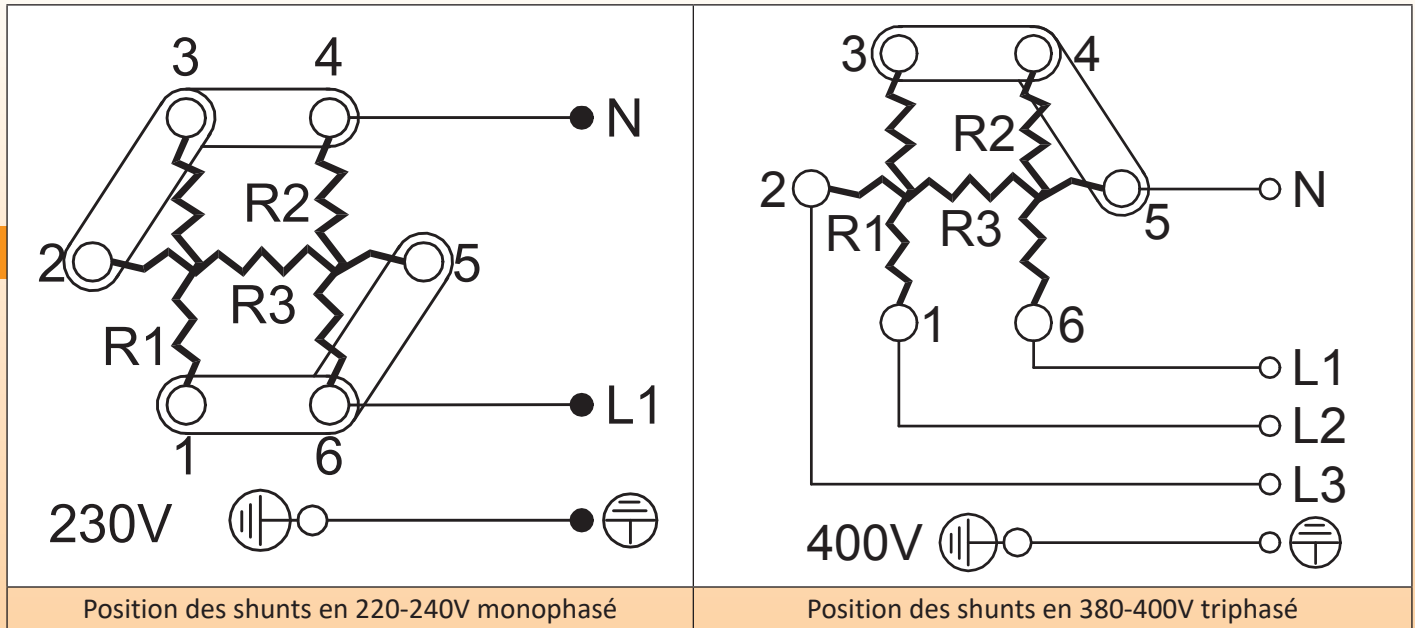 3 4
N
R2
2 5
R3
R1
L1
1 6
230V
Position des shunts en 220-240V monophasé
3 4
R2
2 N
R1 R3 5
1 6
L1
L2
L3
400V
Position des shunts en 380-400V triphasé